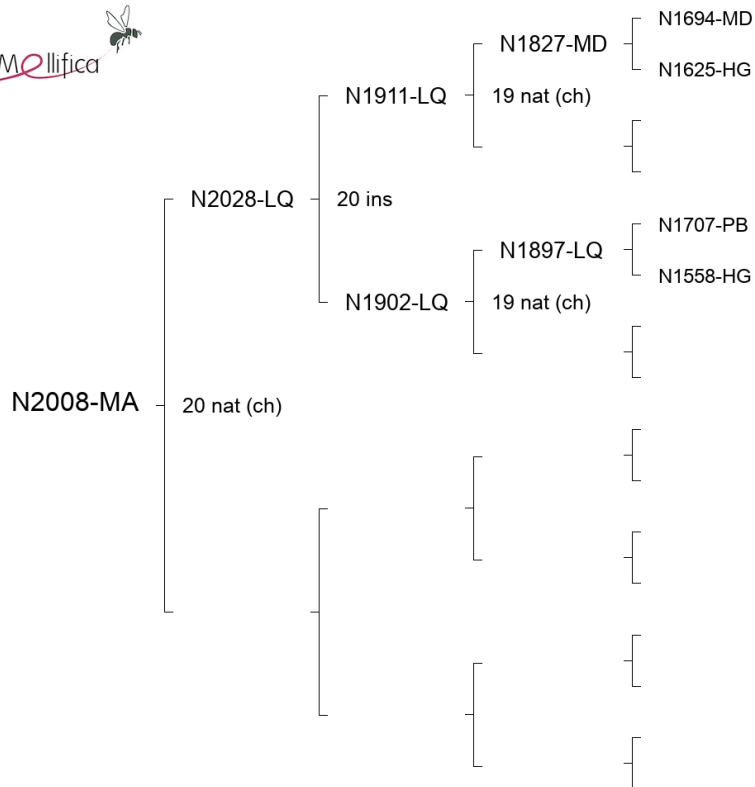 Mellifica
N1694-MD
N1827-MD
N1625-HG
N1911-LQ
19 nat (ch)
N2028-LQ
20 ins
N1707-PB
N1897-LQ
N1558-HG
N1902-LQ
19 nat (ch)
N2008-MA
20 nat (ch)